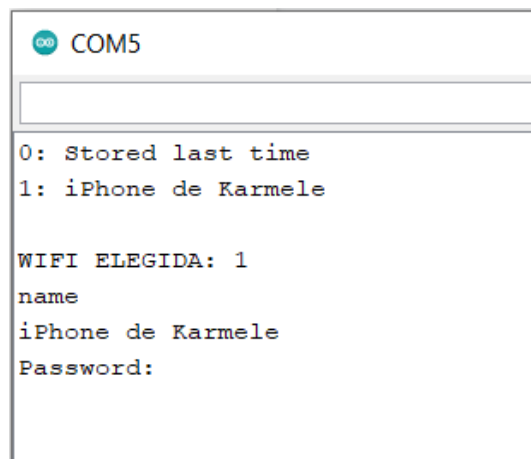 COM5
0: Stored last time
1: iPhone de Karmele
WIFI ELEGIDA: 1
name
iPhone de Karmele
Password: